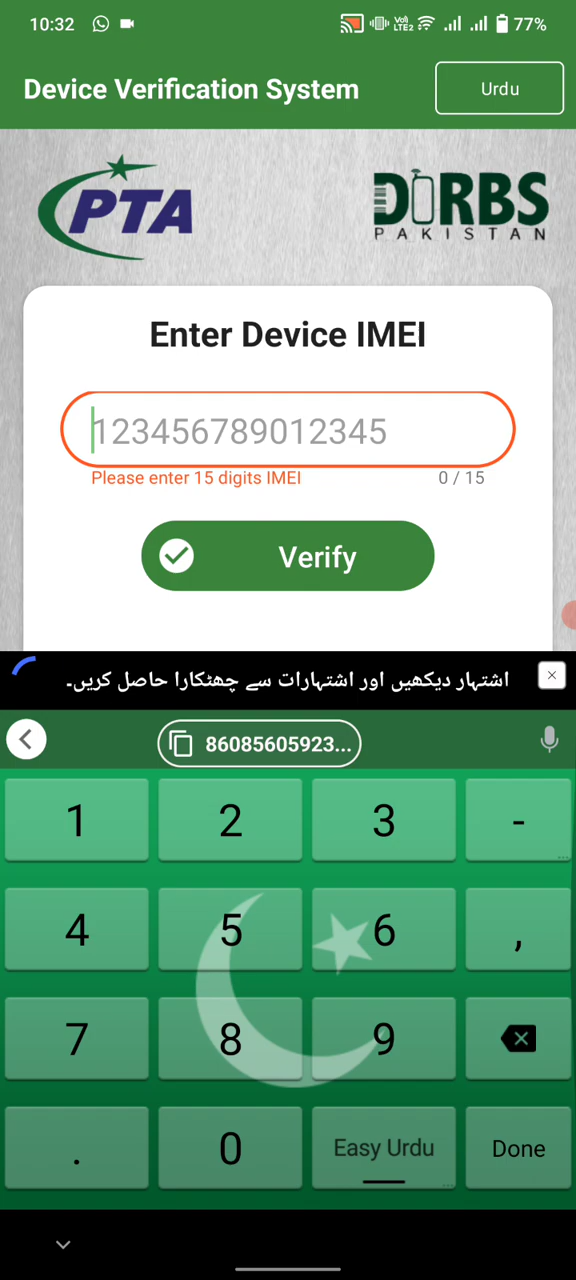 10:32 VoD LTE2 77%
Device Verification System
Urdu
PTA
DIRBS
PAKISTAN
Enter Device IMEI
123456789012345
Please enter 15 digits IMEI
0 / 15
Verify
اشتہار دیکھیں اور اشتہارات سے چھٹکارا حاصل کریں۔
86085605923...
1 2 3 -
4 5 6 ,
7 8 9
. 0 Easy Urdu Done